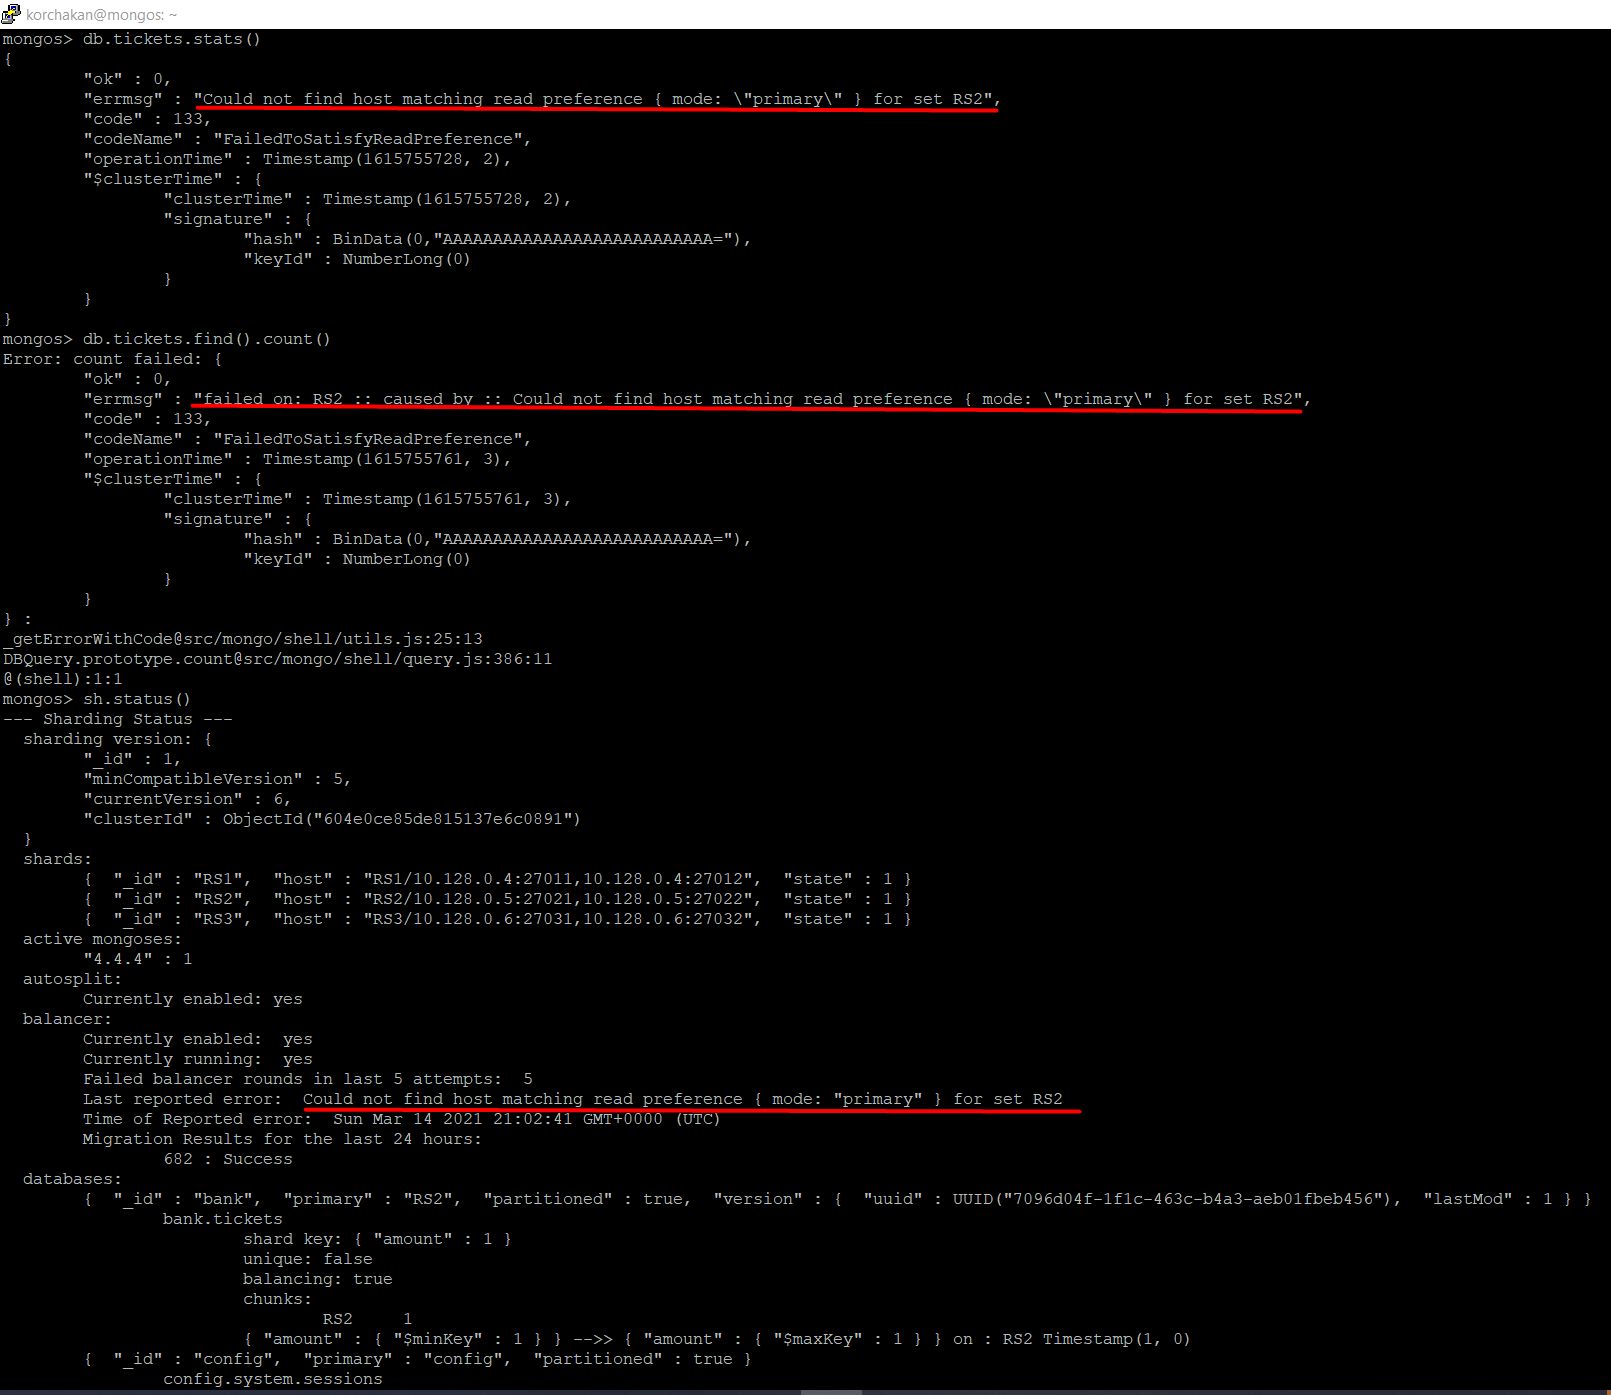 korchakan@mongos: ~
mongos> db.tickets.stats()
{
        "ok" : 0,
        "errmsg" : "Could not find host matching read preference { mode: \"primary\" } for set RS2",
        "code" : 133,
        "codeName" : "FailedToSatisfyReadPreference",
        "operationTime" : Timestamp(1615755728, 2),
        "$clusterTime" : {
                "clusterTime" : Timestamp(1615755728, 2),
                "signature" : {
                        "hash" : BinData(0,"AAAAAAAAAAAAAAAAAAAAAAAAAAA="),
                        "keyId" : NumberLong(0)
                }
        }
}
mongos> db.tickets.find().count()
Error: count failed: {
        "ok" : 0,
        "errmsg" : "failed on: RS2 :: caused by :: Could not find host matching read preference { mode: \"primary\" } for set RS2",
        "code" : 133,
        "codeName" : "FailedToSatisfyReadPreference",
        "operationTime" : Timestamp(1615755761, 3),
        "$clusterTime" : {
                "clusterTime" : Timestamp(1615755761, 3),
                "signature" : {
                        "hash" : BinData(0,"AAAAAAAAAAAAAAAAAAAAAAAAAAA="),
                        "keyId" : NumberLong(0)
                }
        }
} :
_getErrorWithCode@src/mongo/shell/utils.js:25:13
DBQuery.prototype.count@src/mongo/shell/query.js:386:11
@(shell):1:1
mongos> sh.status()
--- Sharding Status ---
  sharding version: {
        "_id" : 1,
        "minCompatibleVersion" : 5,
        "currentVersion" : 6,
        "clusterId" : ObjectId("604e0ce85de815137e6c0891")
  }
  shards:
        {  "_id" : "RS1",  "host" : "RS1/10.128.0.4:27011,10.128.0.4:27012",  "state" : 1 }
        {  "_id" : "RS2",  "host" : "RS2/10.128.0.5:27021,10.128.0.5:27022",  "state" : 1 }
        {  "_id" : "RS3",  "host" : "RS3/10.128.0.6:27031,10.128.0.6:27032",  "state" : 1 }
  active mongoses:
        "4.4.4" : 1
  autosplit:
        Currently enabled: yes
  balancer:
        Currently enabled:  yes
        Currently running:  yes
        Failed balancer rounds in last 5 attempts:  5
        Last reported error:  Could not find host matching read preference { mode: "primary" } for set RS2
        Time of Reported error:  Sun Mar 14 2021 21:02:41 GMT+0000 (UTC)
        Migration Results for the last 24 hours:
                682 : Success
  databases:
        {  "_id" : "bank",  "primary" : "RS2",  "partitioned" : true,  "version" : {  "uuid" : UUID("7096d04f-1f1c-463c-b4a3-aeb01fbeb456"),  "lastMod" : 1 } }
                bank.tickets
                        shard key: { "amount" : 1 }
                        unique: false
                        balancing: true
                        chunks:
                                RS2     1
                        { "amount" : { "$minKey" : 1 } } -->> { "amount" : { "$maxKey" : 1 } } on : RS2 Timestamp(1, 0)
        {  "_id" : "config",  "primary" : "config",  "partitioned" : true }
                config.system.sessions